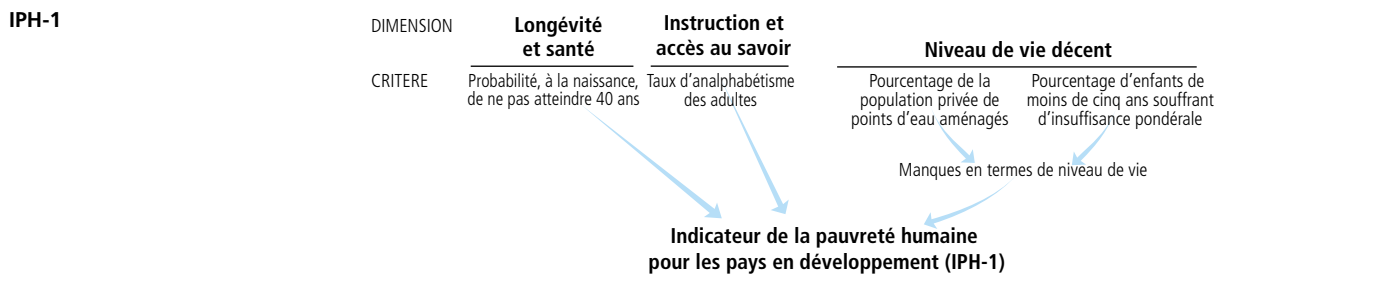 IPH-1
DIMENSION
Longévité
et santé
Instruction et
accès au savoir
Niveau de vie décent
CRITERE
Probabilité, à la naissance,
de ne pas atteindre 40 ans
Taux d'analphabétisme
des adultes
Pourcentage de la
population privée de
points d'eau aménagés
Pourcentage d'enfants de
moins de cinq ans souffrant
d'insuffisance pondérale
Manques en termes de niveau de vie
Indicateur de la pauvreté humaine
pour les pays en développement (IPH-1)